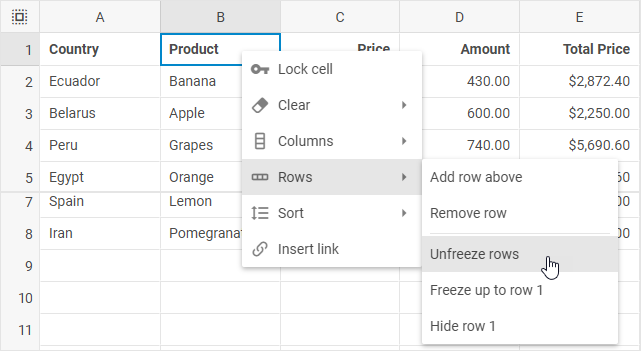 A B C D E
1 Country Product Price Amount Total Price
2 Ecuador Banana 430.00 $2,872.40
3 Belarus Apple 600.00 $2,250.00
4 Peru Grapes 740.00 $5,690.60
5 Egypt Orange 60
7 Spain Lemon 00
8 Iran Pomegrana 00
9
10
11
Lock cell
Clear
Columns
Rows
Sort
Insert link
Add row above
Remove row
Unfreeze rows
Freeze up to row 1
Hide row 1